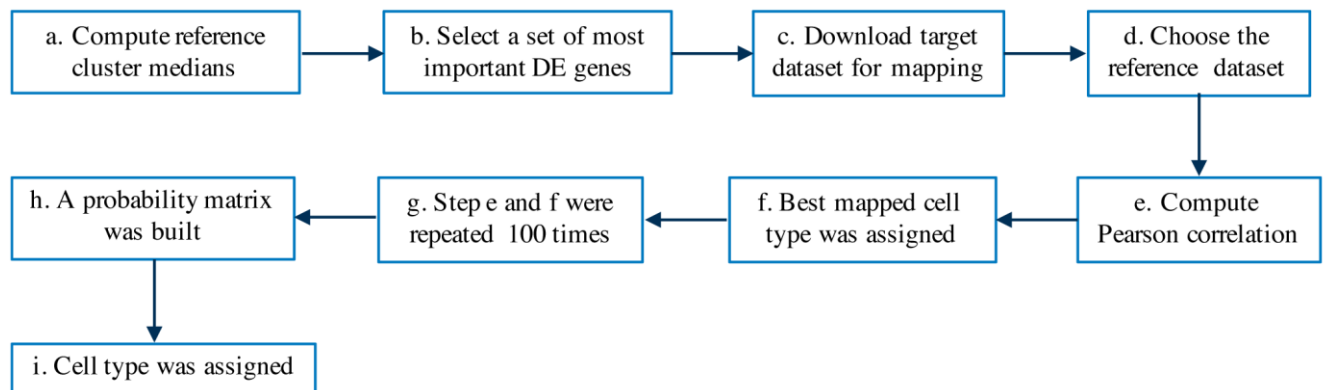 a. Compute reference
cluster medians
b. Select a set of most
important DE genes
c. Download target
dataset for mapping
d. Choose the
reference dataset
e. Compute
Pearson correlation
f. Best mapped cell
type was assigned
g. Step e and f were
repeated 100 times
h. A probability matrix
was built
i. Cell type was assigned